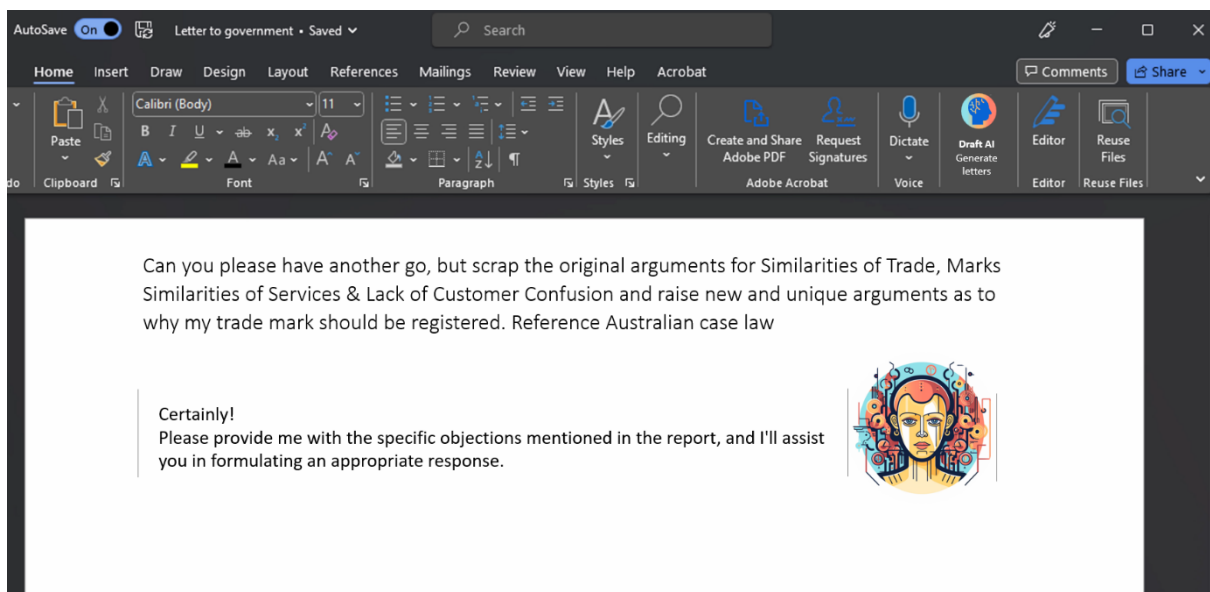 AutoSave On Letter to government • Saved Search
Home Insert Draw Design Layout References Mailings Review View Help Acrobat Comments Share
Calibri (Body) 11
Paste B I U ab x₂ x² A
A A Aa A A
Styles Editing Create and Share Adobe PDF Request Signatures Dictate Draft AI Generate letters Editor Reuse Files
do Clipboard Font Paragraph Styles Adobe Acrobat Voice Editor Reuse Files
Can you please have another go, but scrap the original arguments for Similarities of Trade, Marks
Similarities of Services & Lack of Customer Confusion and raise new and unique arguments as to
why my trade mark should be registered. Reference Australian case law
Certainly!
Please provide me with the specific objections mentioned in the report, and I'll assist
you in formulating an appropriate response.